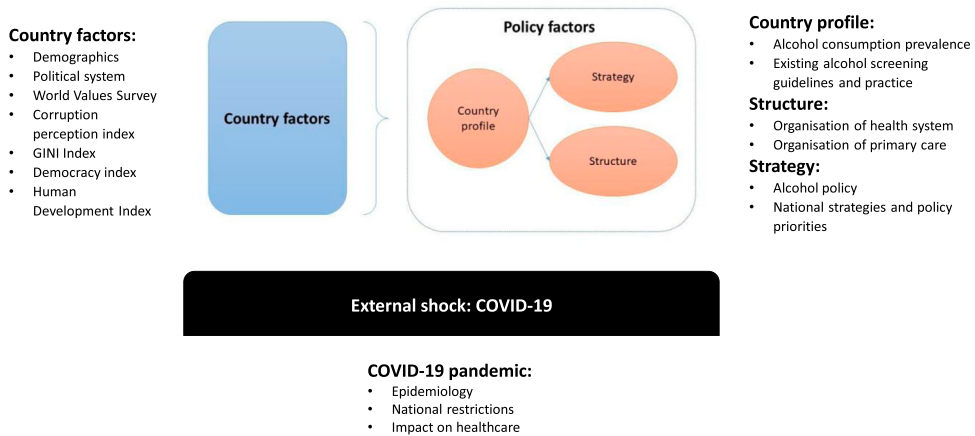 Country factors:
• Demographics
• Political system
• World Values Survey
• Corruption
perception index
• GINI Index
• Democracy index
• Human
Development Index
Country factors
Policy factors
Country
profile
Strategy
Structure
Country profile:
• Alcohol consumption prevalence
• Existing alcohol screening
guidelines and practice
Structure:
• Organisation of health system
• Organisation of primary care
Strategy:
• Alcohol policy
• National strategies and policy
priorities
External shock: COVID-19
COVID-19 pandemic:
• Epidemiology
• National restrictions
• Impact on healthcare